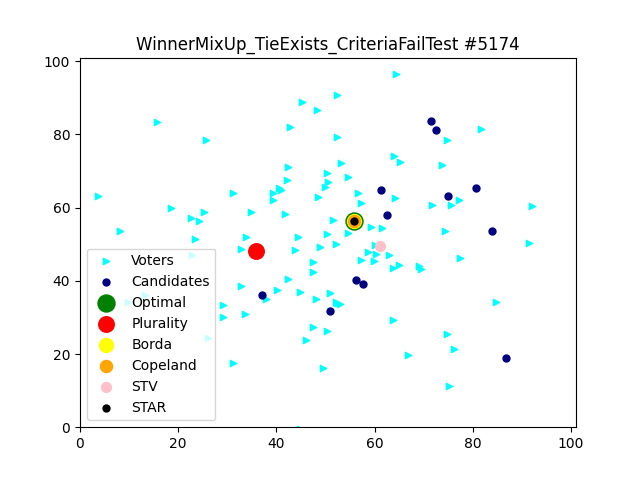 WinnerMixUp_TieExists_CriteriaFailTest #5174
100
80
60
40
20
0
Voters
Candidates
Optimal
Plurality
Borda
Copeland
STV
STAR
0 20 40 60 80 100